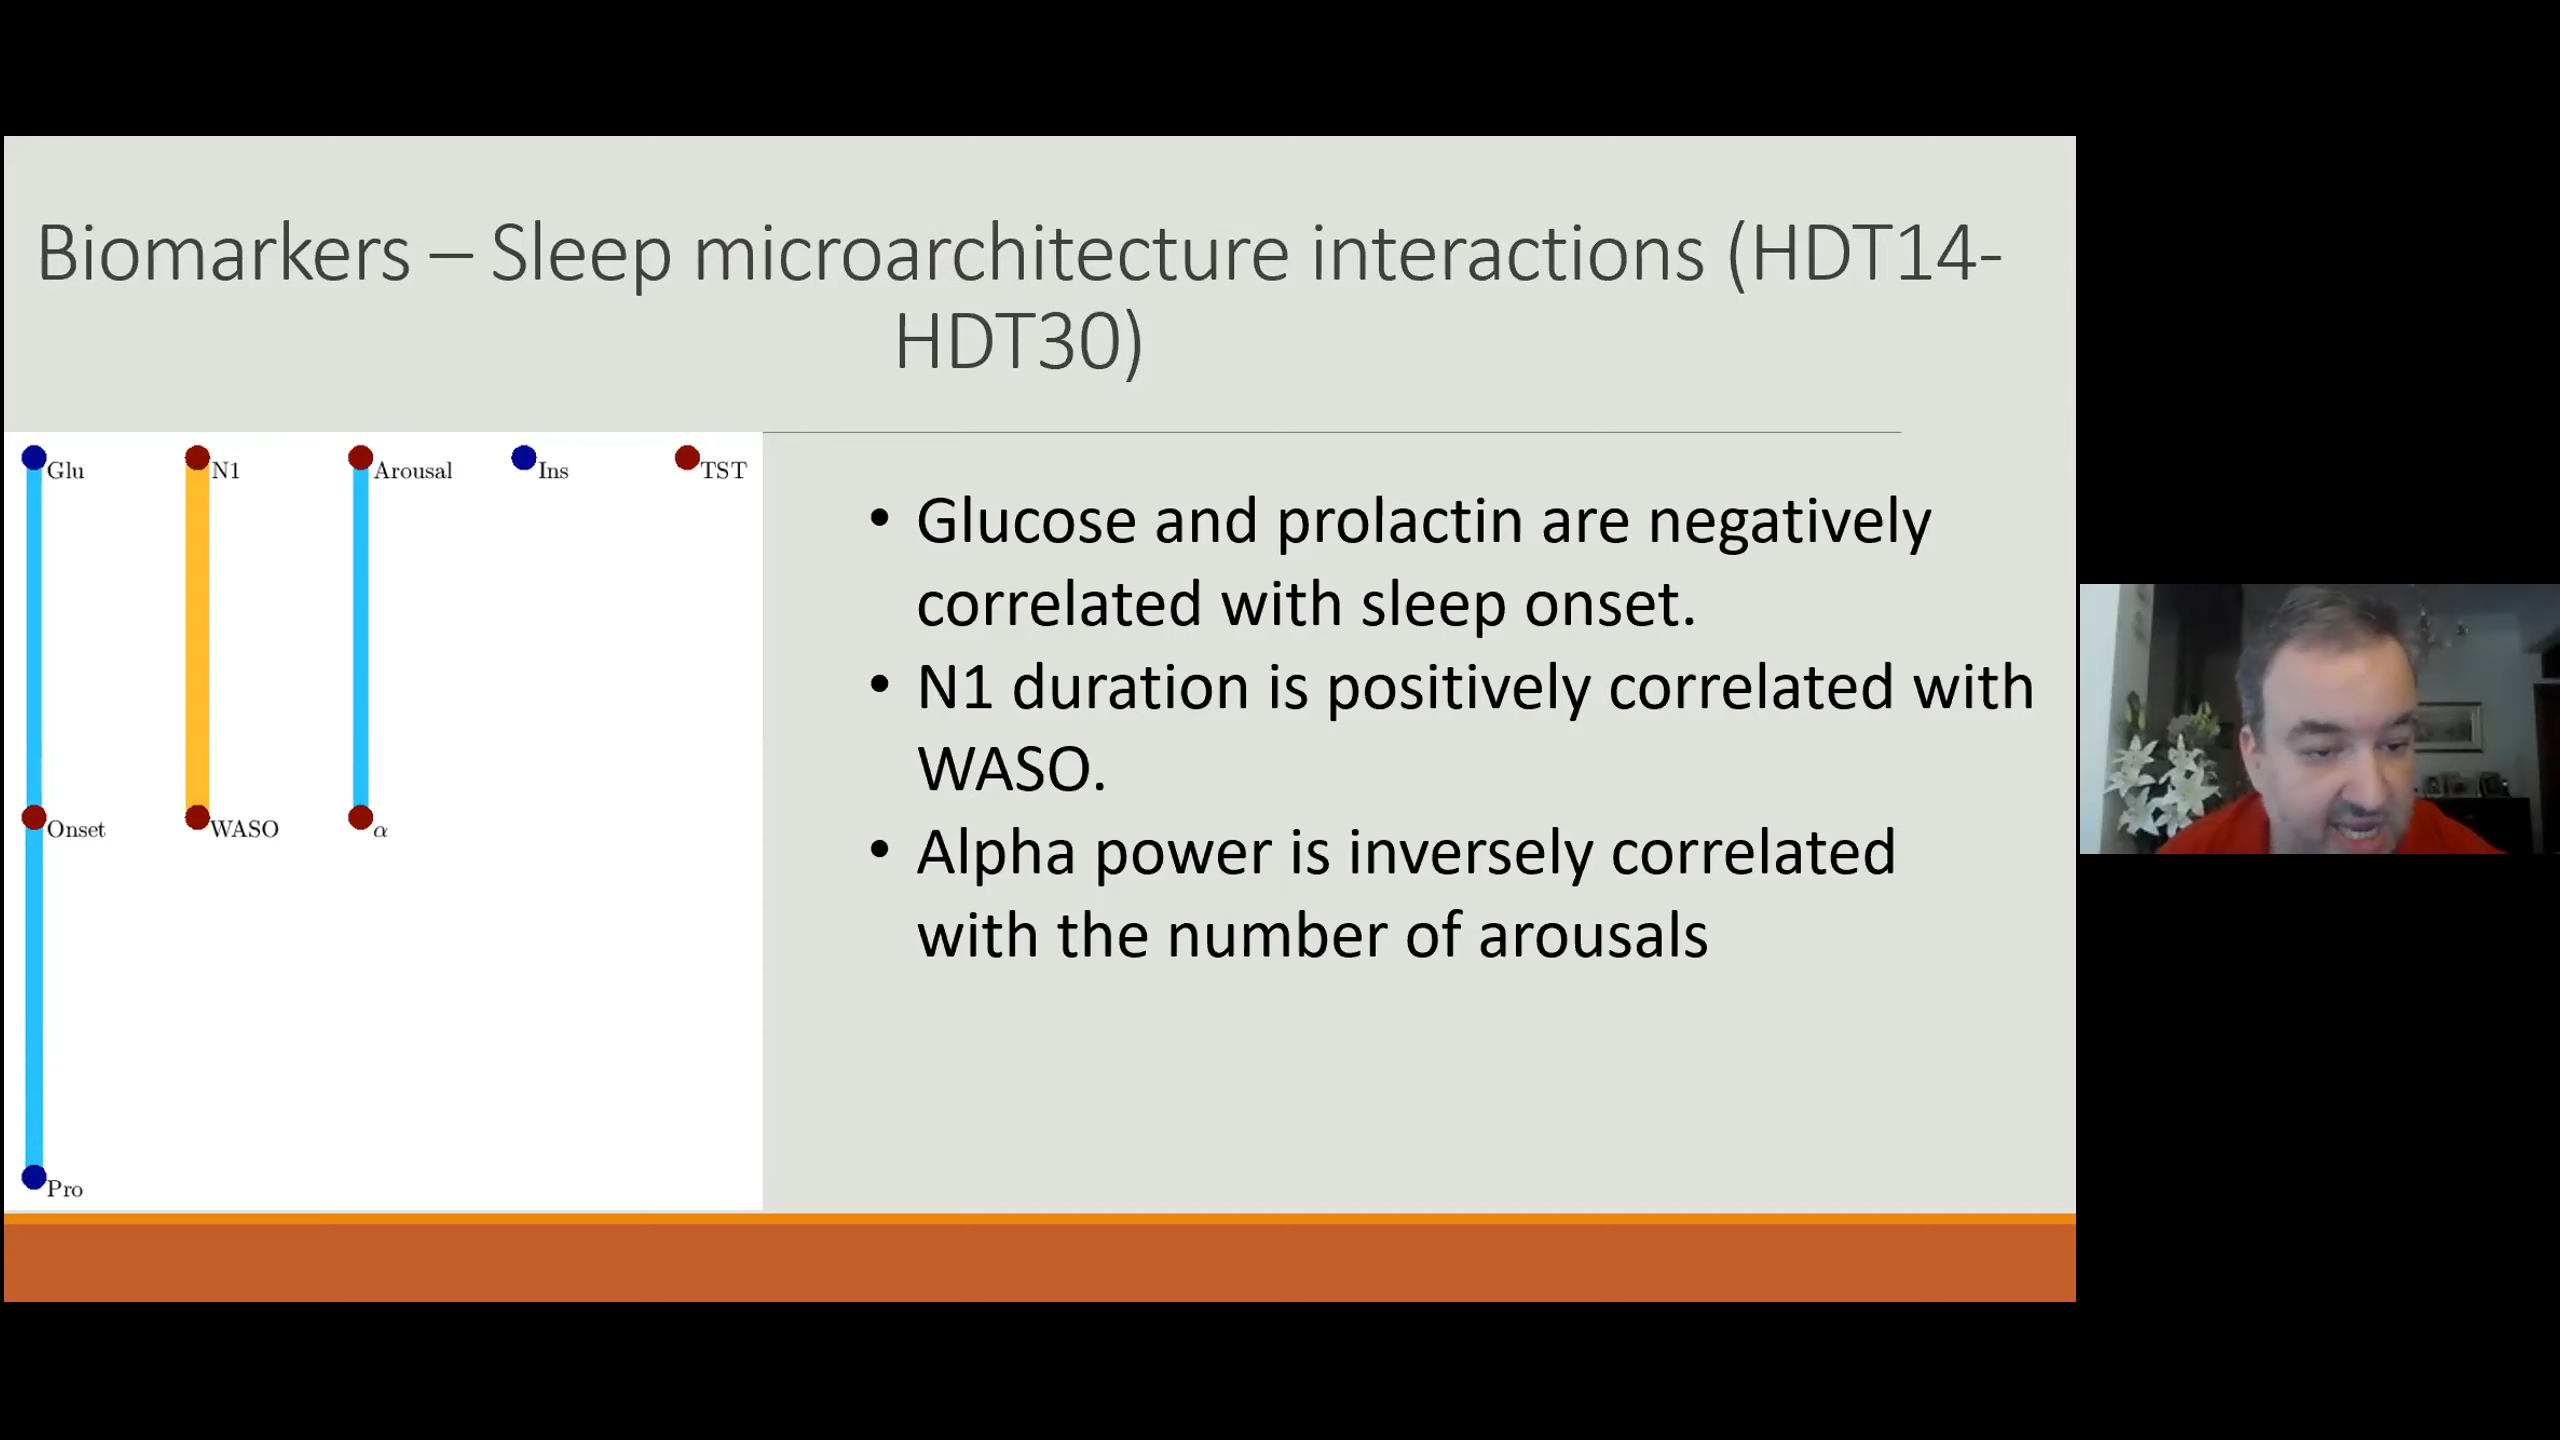 Biomarkers – Sleep microarchitecture interactions (HDT14-
HDT30)
Glu
N1
Arousal
Ins
TST
Onset
WASO
α
Pro
• Glucose and prolactin are negatively
correlated with sleep onset.
• N1 duration is positively correlated with
WASO.
• Alpha power is inversely correlated
with the number of arousals